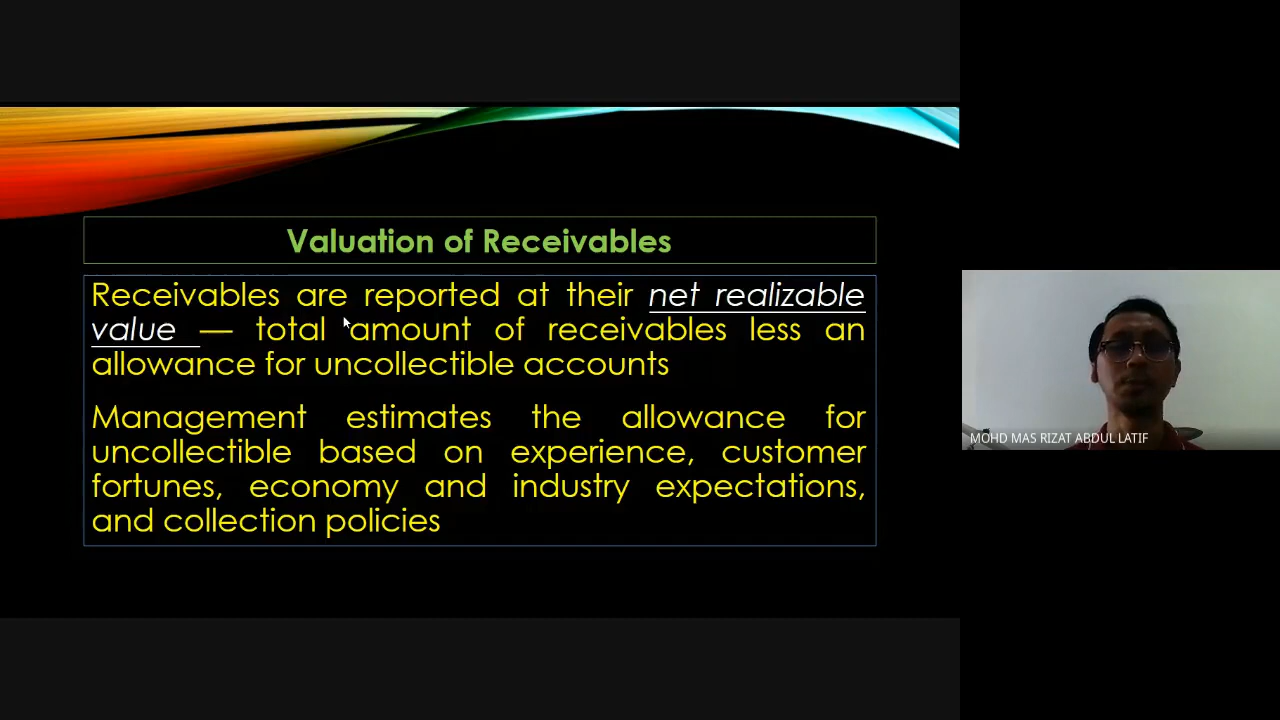 Valuation of Receivables
Receivables are reported at their net realizable
value — total amount of receivables less an
allowance for uncollectible accounts
Management estimates the allowance for
uncollectible based on experience, customer
fortunes, economy and industry expectations,
and collection policies
MOHD MAS RIZAT ABDUL LATIF